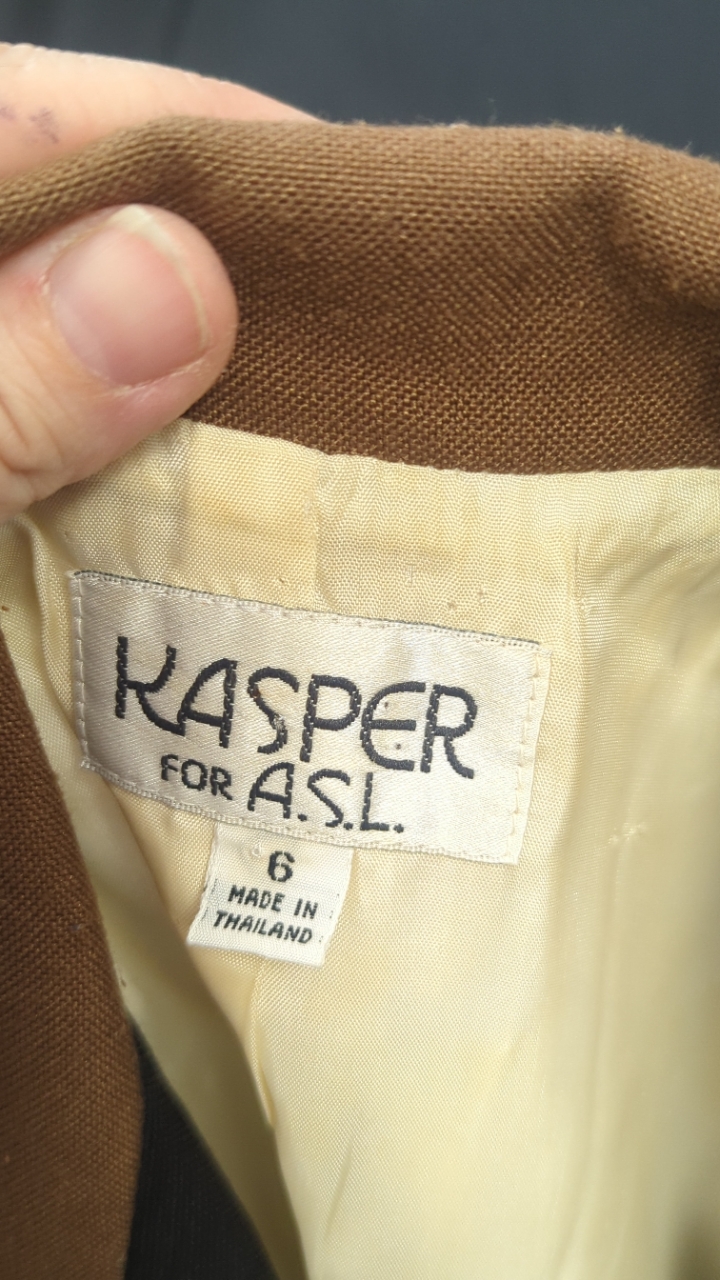 KASPER
FOR A.S.L.
6
MADE IN
THAILAND